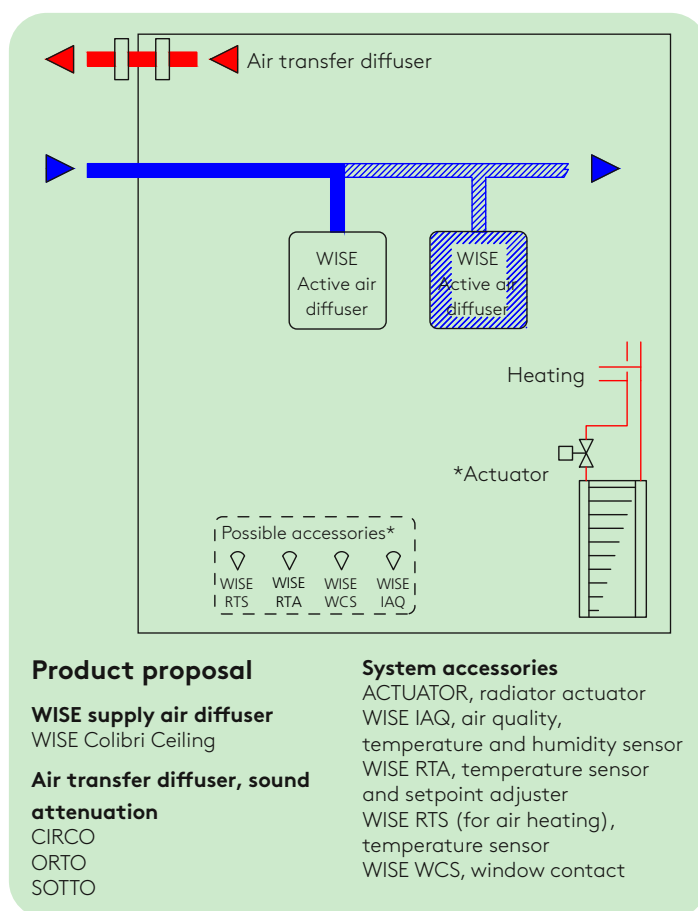 Air transfer diffuser
WISE
Active air
diffuser
WISE
Active air
diffuser
Heating
*Actuator
Possible accessories*
WISE
RTS
WISE
RTA
WISE
WCS
WISE
IAQ
Product proposal
WISE supply air diffuser
WISE Colibri Ceiling
Air transfer diffuser, sound
attenuation
CIRCO
ORTO
SOTTO
System accessories
ACTUATOR, radiator actuator
WISE IAQ, air quality,
temperature and humidity sensor
WISE RTA, temperature sensor
and setpoint adjuster
WISE RTS (for air heating),
temperature sensor
WISE WCS, window contact